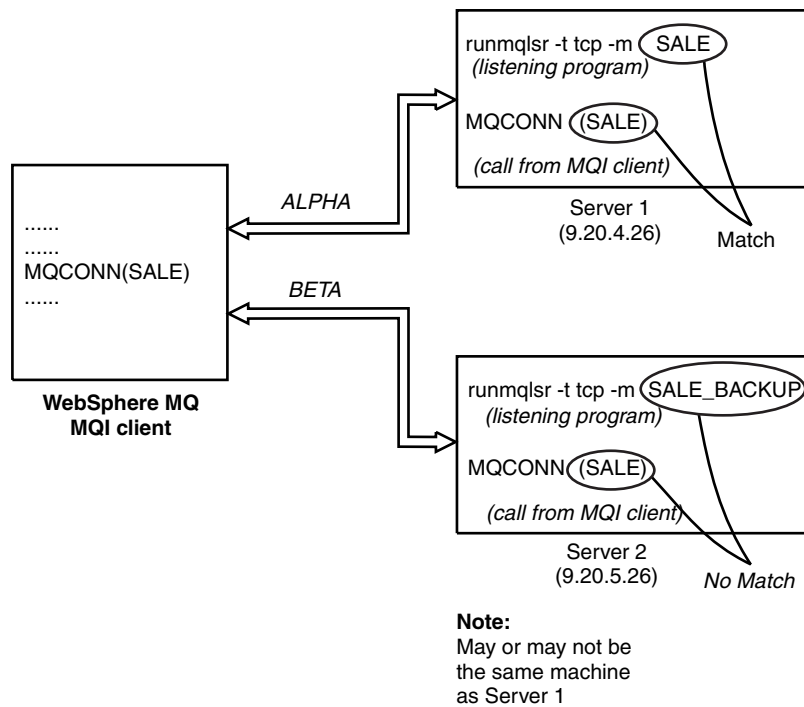 runmqlsr -t tcp -m SALE
(listening program)
MQCONN (SALE)
(call from MQI client)
Server 1
(9.20.4.26)
Match
ALPHA
......
......
MQCONN(SALE)
......
BETA
WebSphere MQ
MQI client
runmqlsr -t tcp -m SALE_BACKUP
(listening program)
MQCONN (SALE)
(call from MQI client)
Server 2
(9.20.5.26)
No Match
Note:
May or may not be
the same machine
as Server 1